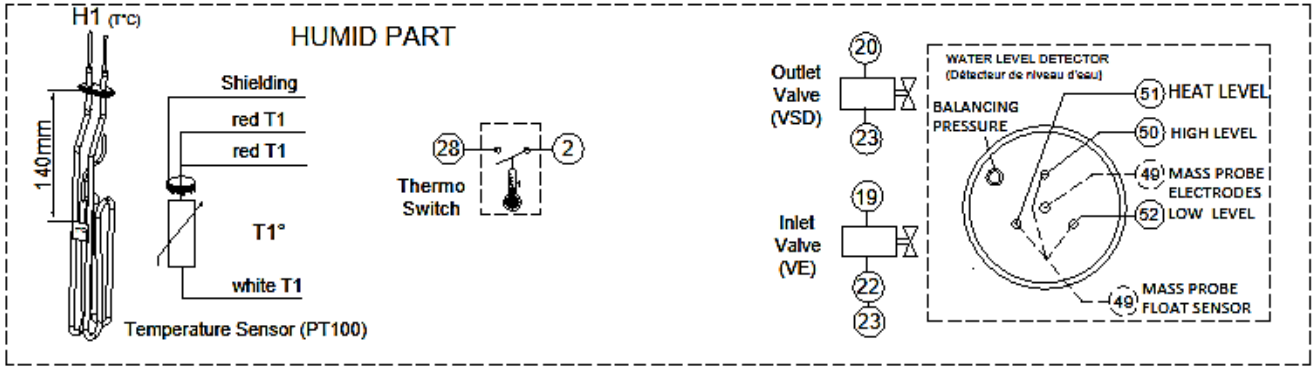 H1 (T°C)
HUMID PART
140mm
Shielding
red T1
red T1
T1°
white T1
Temperature Sensor (PT100)
28
2
Thermo
Switch
20
Outlet
Valve
(VSD)
23
19
Inlet
Valve
(VE)
22
23
WATER LEVEL DETECTOR
(Détecteur de niveau d'eau)
BALANCING
PRESSURE
51 HEAT LEVEL
50 HIGH LEVEL
49 MASS PROBE
ELECTRODES
52 LOW LEVEL
49 MASS PROBE
FLOAT SENSOR